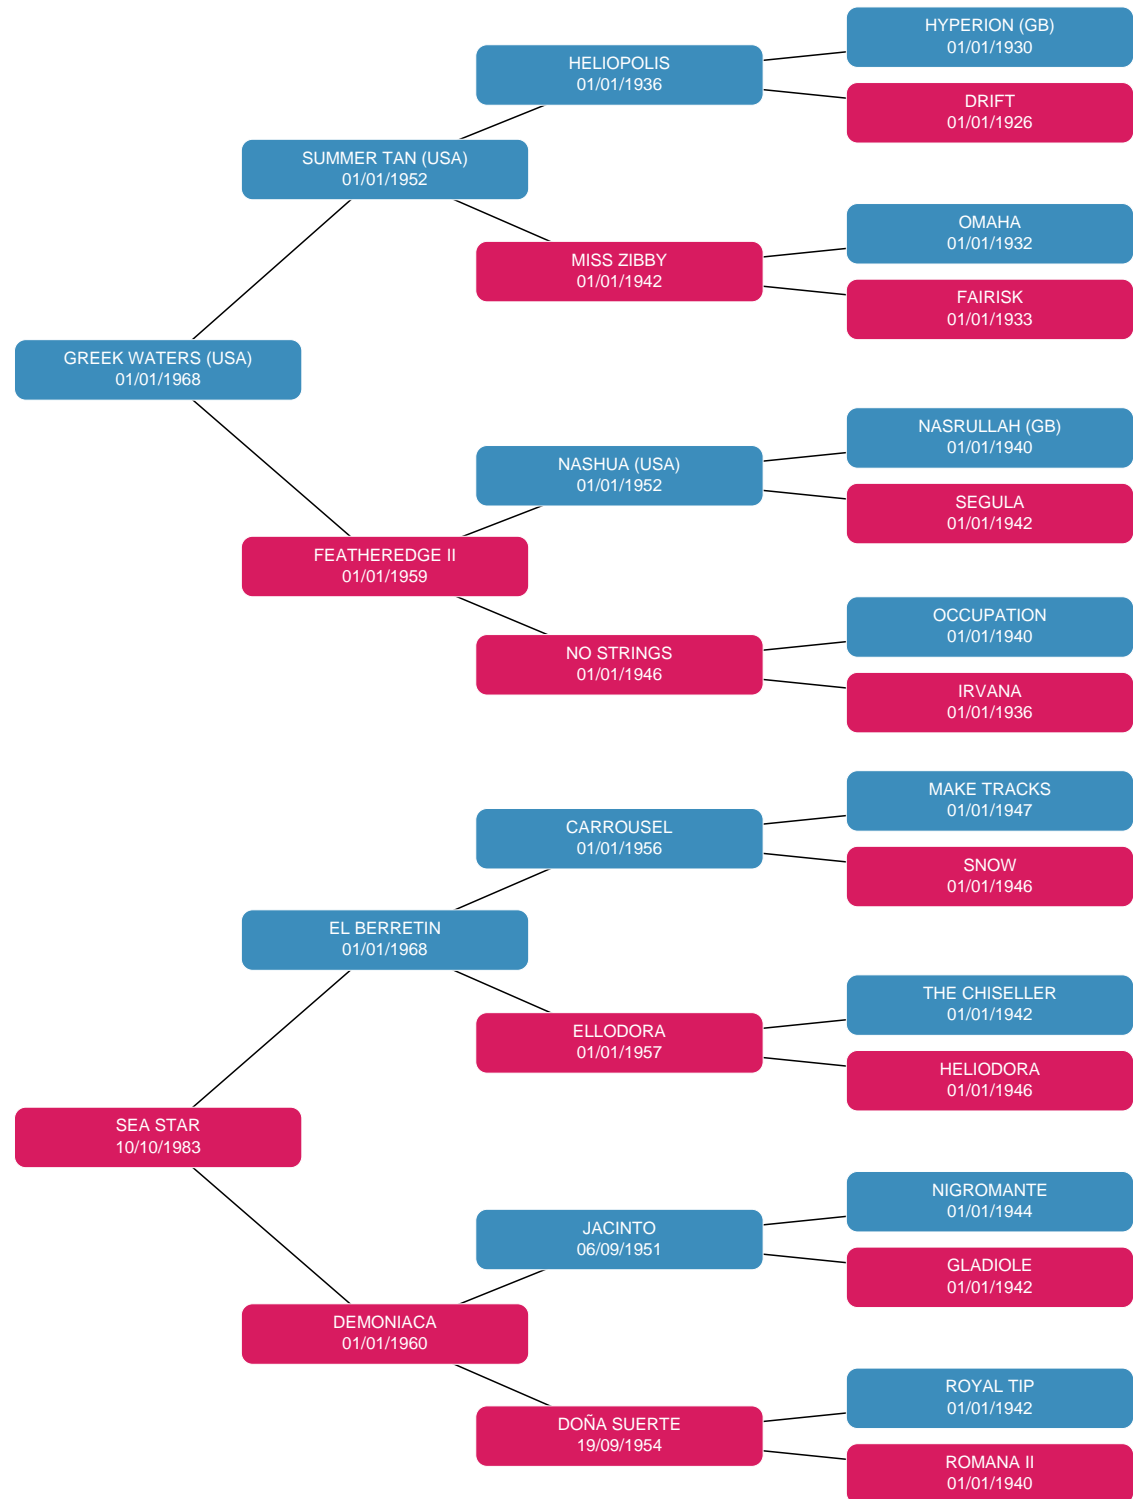 HYPERION (GB)
01/01/1930
HELIOPOLIS
01/01/1936
DRIFT
01/01/1926
SUMMER TAN (USA)
01/01/1952
OMAHA
01/01/1932
MISS ZIBBY
01/01/1942
FAIRISK
01/01/1933
GREEK WATERS (USA)
01/01/1968
NASRULLAH (GB)
01/01/1940
NASHUA (USA)
01/01/1952
SEGULA
01/01/1942
FEATHEREDGE II
01/01/1959
OCCUPATION
01/01/1940
NO STRINGS
01/01/1946
IRVANA
01/01/1936
MAKE TRACKS
01/01/1947
CARROUSEL
01/01/1956
SNOW
01/01/1946
EL BERRETIN
01/01/1968
THE CHISELLER
01/01/1942
ELLODORA
01/01/1957
HELIODORA
01/01/1946
SEA STAR
10/10/1983
NIGROMANTE
01/01/1944
JACINTO
06/09/1951
GLADIOLE
01/01/1942
DEMONIACA
01/01/1960
ROYAL TIP
01/01/1942
DOÑA SUERTE
19/09/1954
ROMANA II
01/01/1940